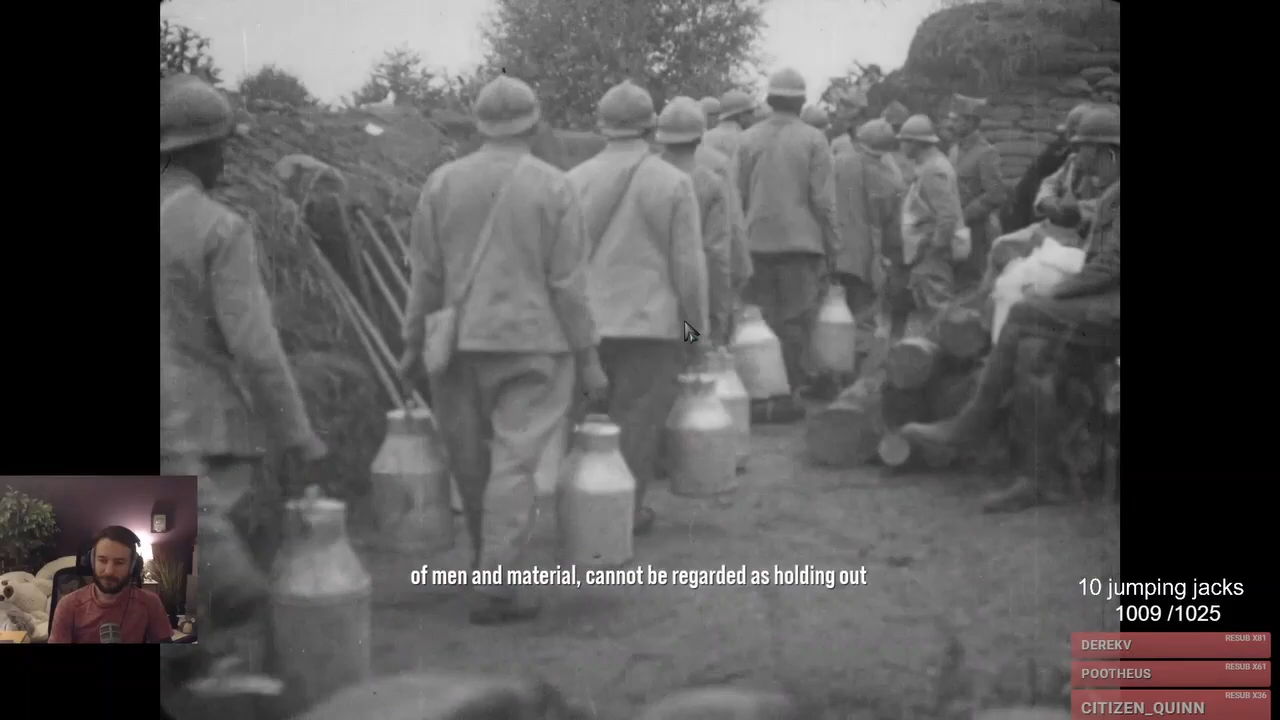 of men and material, cannot be regarded as holding out
10 jumping jacks
1009 /1025
DEREKV RESUB X81
POOTHEUS RESUB X61
CITIZEN_QUINN RESUB X36